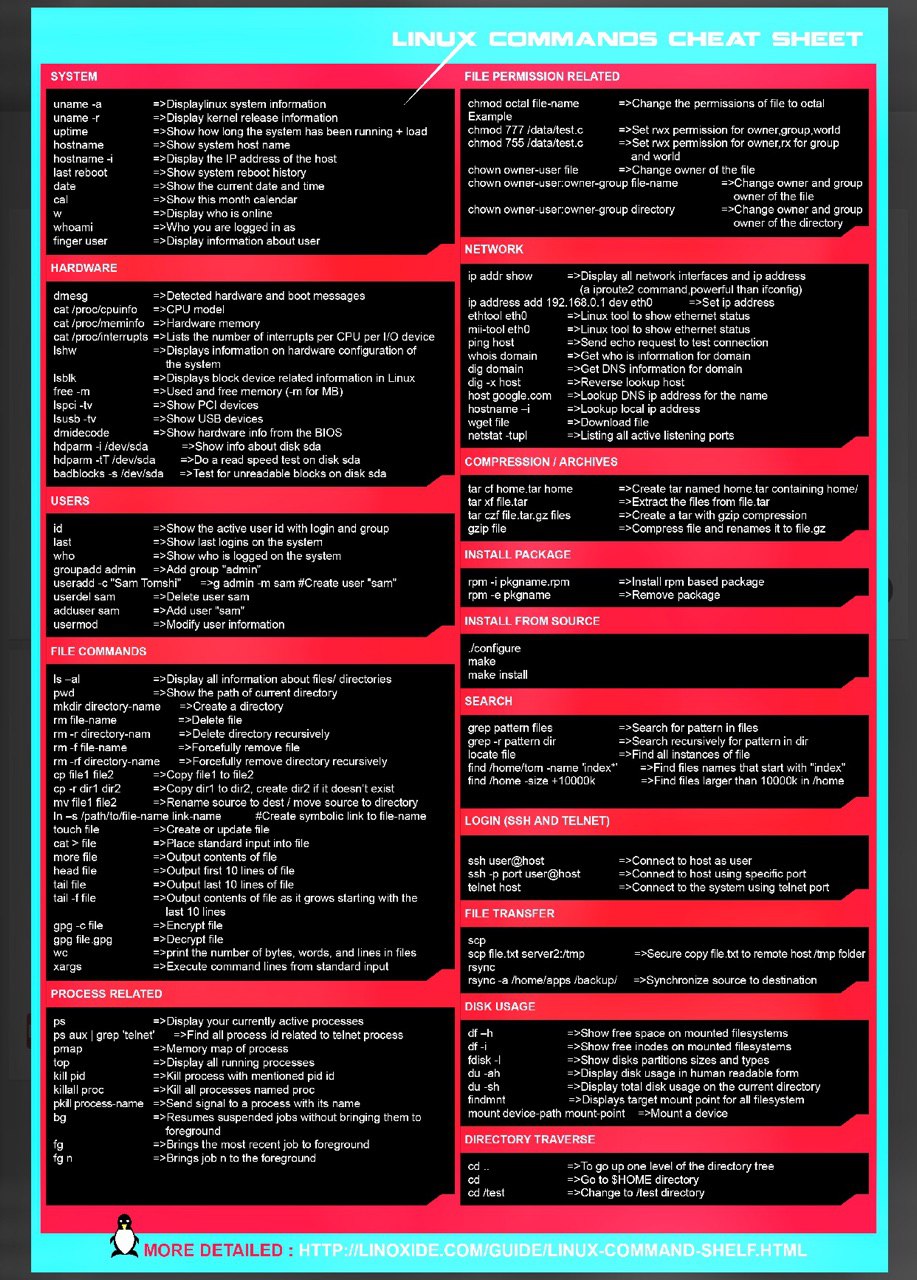 LINUX COMMANDS CHEAT SHEET
SYSTEM
uname -a =>Displaylinux system information
uname -r =>Display kernel release information
uptime =>Show how long the system has been running + load
hostname =>Show system host name
hostname -i =>Display the IP address of the host
last reboot =>Show system reboot history
date =>Show the current date and time
cal =>Show this month calendar
w =>Display who is online
whoami =>Who you are logged in as
finger user =>Display information about user
HARDWARE
dmesg =>Detected hardware and boot messages
cat /proc/cpuinfo =>CPU model
cat /proc/meminfo =>Hardware memory
cat /proc/interrupts =>Lists the number of interrupts per CPU per I/O device
lshw =>Displays information on hardware configuration of
the system
lsblk =>Displays block device related information in Linux
free -m =>Used and free memory (-m for MB)
lspci -tv =>Show PCI devices
lsusb -tv =>Show USB devices
dmidecode =>Show hardware info from the BIOS
hdparm -i /dev/sda =>Show info about disk sda
hdparm -tT /dev/sda =>Do a read speed test on disk sda
badblocks -s /dev/sda =>Test for unreadable blocks on disk sda
USERS
id =>Show the active user id with login and group
last =>Show last logins on the system
who =>Show who is logged on the system
groupadd admin =>Add group "admin"
useradd -c "Sam Tomshi" =>g admin -m sam #Create user "sam"
userdel sam =>Delete user sam
adduser sam =>Add user "sam"
usermod =>Modify user information
FILE COMMANDS
ls –al =>Display all information about files/ directories
pwd =>Show the path of current directory
mkdir directory-name =>Create a directory
rm file-name =>Delete file
rm -r directory-nam =>Delete directory recursively
rm -f file-name =>Forcefully remove file
rm -rf directory-name =>Forcefully remove directory recursively
cp file1 file2 =>Copy file1 to file2
cp -r dir1 dir2 =>Copy dir1 to dir2, create dir2 if it doesn't exist
mv file1 file2 =>Rename source to dest / move source to directory
ln –s /path/to/file-name link-name #Create symbolic link to file-name
touch file =>Create or update file
cat > file =>Place standard input into file
more file =>Output contents of file
head file =>Output first 10 lines of file
tail file =>Output last 10 lines of file
tail -f file =>Output contents of file as it grows starting with the
last 10 lines
gpg -c file =>Encrypt file
gpg file.gpg =>Decrypt file
wc =>print the number of bytes, words, and lines in files
xargs =>Execute command lines from standard input
PROCESS RELATED
ps =>Display your currently active processes
ps aux | grep 'telnet' =>Find all process id related to telnet process
pmap =>Memory map of process
top =>Display all running processes
kill pid =>Kill process with mentioned pid id
killall proc =>Kill all processes named proc
pkill process-name =>Send signal to a process with its name
bg =>Resumes suspended jobs without bringing them to
foreground
fg =>Brings the most recent job to foreground
fg n =>Brings job n to the foreground
FILE PERMISSION RELATED
chmod octal file-name =>Change the permissions of file to octal
Example
chmod 777 /data/test.c =>Set rwx permission for owner,group,world
chmod 755 /data/test.c =>Set rwx permission for owner,rx for group
and world
chown owner-user file =>Change owner of the file
chown owner-user:owner-group file-name =>Change owner and group
owner of the file
chown owner-user:owner-group directory =>Change owner and group
owner of the directory
NETWORK
ip addr show =>Display all network interfaces and ip address
(a iproute2 command,powerful than ifconfig)
ip address add 192.168.0.1 dev eth0 =>Set ip address
ethtool eth0 =>Linux tool to show ethernet status
mii-tool eth0 =>Linux tool to show ethernet status
ping host =>Send echo request to test connection
whois domain =>Get who is information for domain
dig domain =>Get DNS information for domain
dig -x host =>Reverse lookup host
host google.com =>Lookup DNS ip address for the name
hostname –i =>Lookup local ip address
wget file =>Download file
netstat -tupl =>Listing all active listening ports
COMPRESSION / ARCHIVES
tar cf home.tar home =>Create tar named home.tar containing home/
tar xf file.tar =>Extract the files from file.tar
tar czf file.tar.gz files =>Create a tar with gzip compression
gzip file =>Compress file and renames it to file.gz
INSTALL PACKAGE
rpm -i pkgname.rpm =>Install rpm based package
rpm -e pkgname =>Remove package
INSTALL FROM SOURCE
./configure
make
make install
SEARCH
grep pattern files =>Search for pattern in files
grep -r pattern dir =>Search recursively for pattern in dir
locate file =>Find all instances of file
find /home/tom -name 'index*' =>Find files names that start with "index"
find /home -size +10000k =>Find files larger than 10000k in /home
LOGIN (SSH AND TELNET)
ssh user@host =>Connect to host as user
ssh -p port user@host =>Connect to host using specific port
telnet host =>Connect to the system using telnet port
FILE TRANSFER
scp
scp file.txt server2:/tmp =>Secure copy file.txt to remote host /tmp folder
rsync
rsync -a /home/apps /backup/ =>Synchronize source to destination
DISK USAGE
df –h =>Show free space on mounted filesystems
df -i =>Show free inodes on mounted filesystems
fdisk -l =>Show disks partitions sizes and types
du -ah =>Display disk usage in human readable form
du -sh =>Display total disk usage on the current directory
findmnt =>Displays target mount point for all filesystem
mount device-path mount-point =>Mount a device
DIRECTORY TRAVERSE
cd .. =>To go up one level of the directory tree
cd =>Go to $HOME directory
cd /test =>Change to /test directory
MORE DETAILED : HTTP://LINOXIDE.COM/GUIDE/LINUX-COMMAND-SHELF.HTML